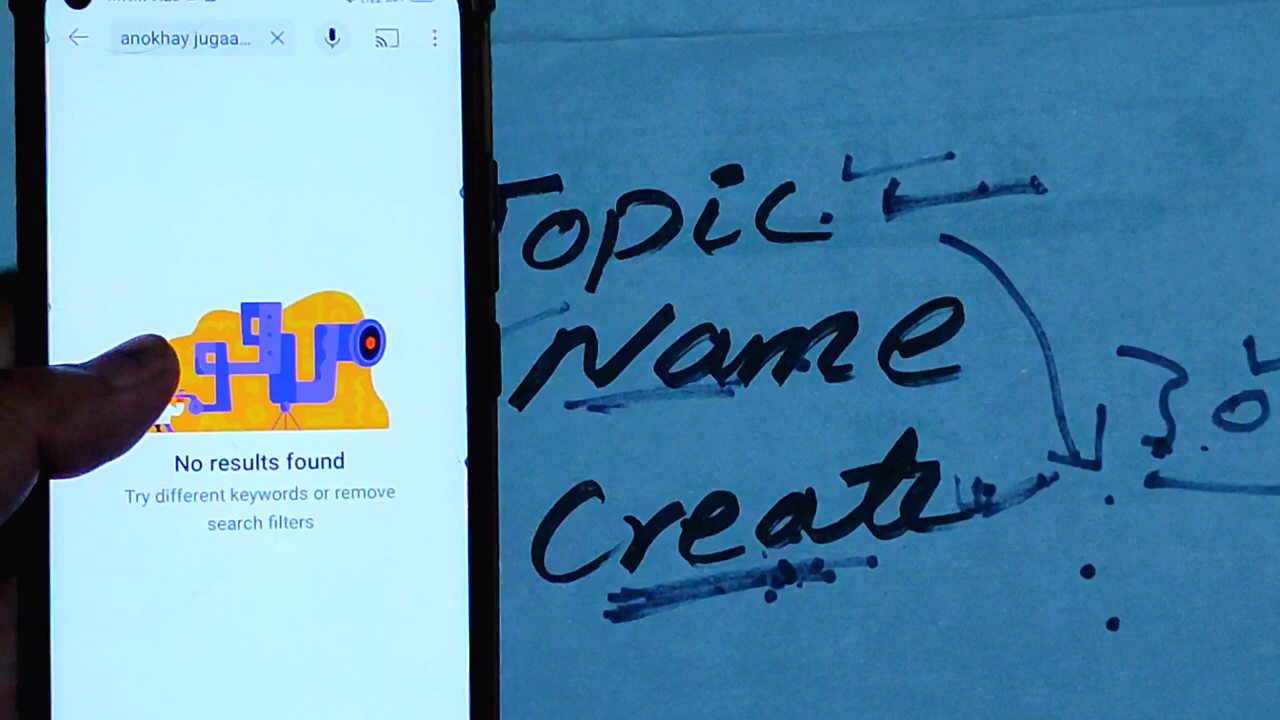 anokhay jugaa...
No results found
Try different keywords or remove
search filters
Topic
Name
Create